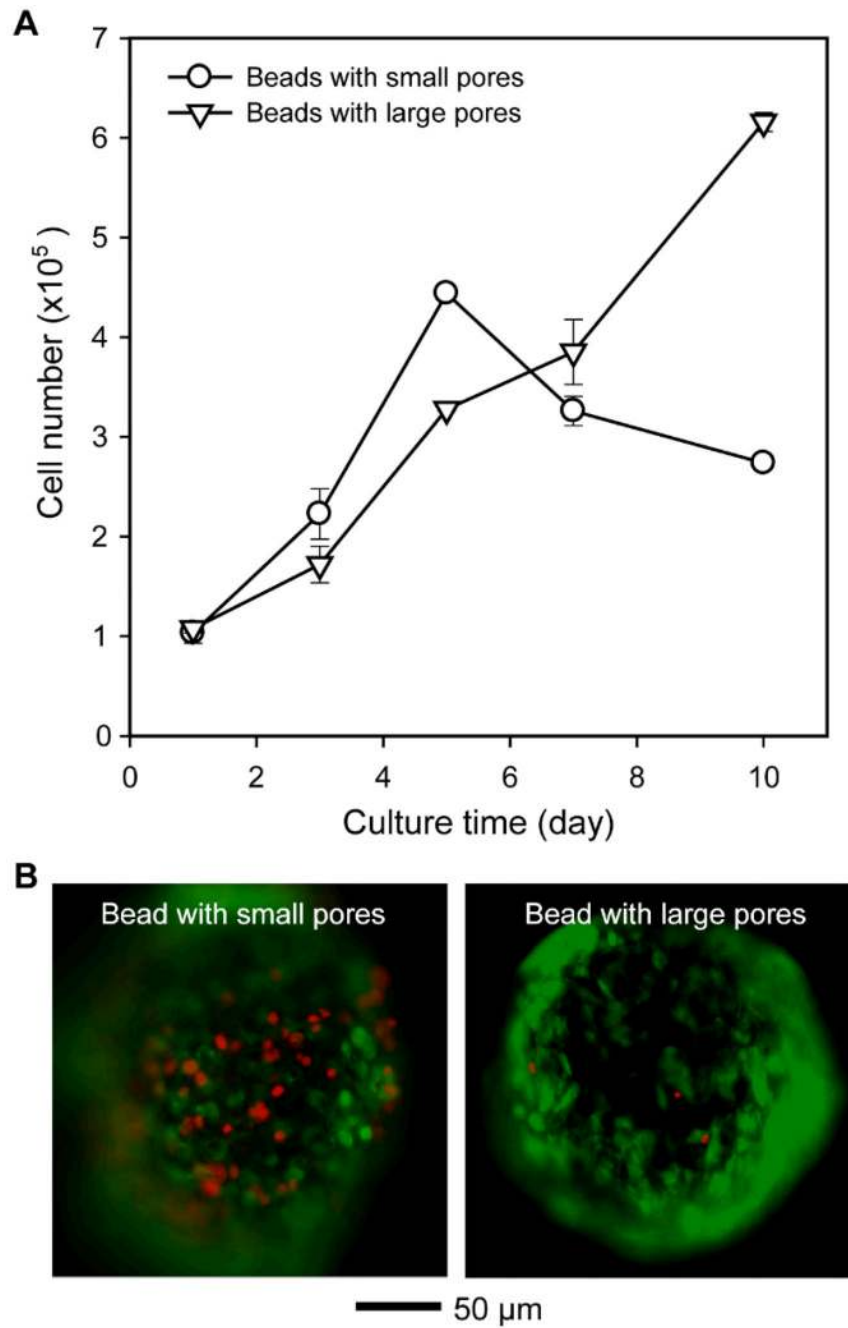 A
7
6
5
4
3
2
1
0
Cell number (x10⁵)
Beads with small pores
Beads with large pores
0 2 4 6 8 10
Culture time (day)
B
Bead with small pores
Bead with large pores
50 µm